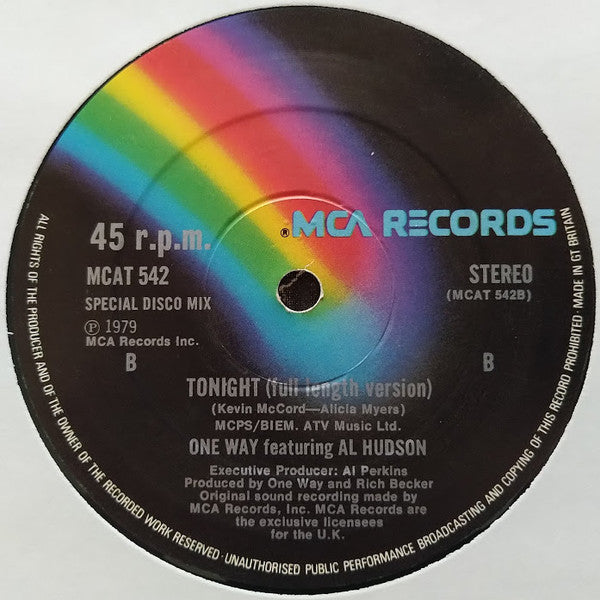 45 r.p.m.
® MCA RECORDS
MCAT 542
STEREO
SPECIAL DISCO MIX
(MCAT 542B)
Ⓟ 1979
MCA Records Inc.
B
B
TONIGHT (full length version)
(Kevin McCord—Alicia Myers)
MCPS/BIEM. ATV Music Ltd.
ONE WAY featuring AL HUDSON
Executive Producer: Al Perkins
Produced by One Way and Rich Becker
Original sound recording made by
MCA Records, Inc. MCA Records are
the exclusive licensees
for the U.K.
ALL RIGHTS OF THE PRODUCER AND OF THE OWNER OF THE RECORDED WORK RESERVED · UNAUTHORISED PUBLIC PERFORMANCE BROADCASTING AND COPYING OF THIS RECORD PROHIBITED · MADE IN GT BRITAIN